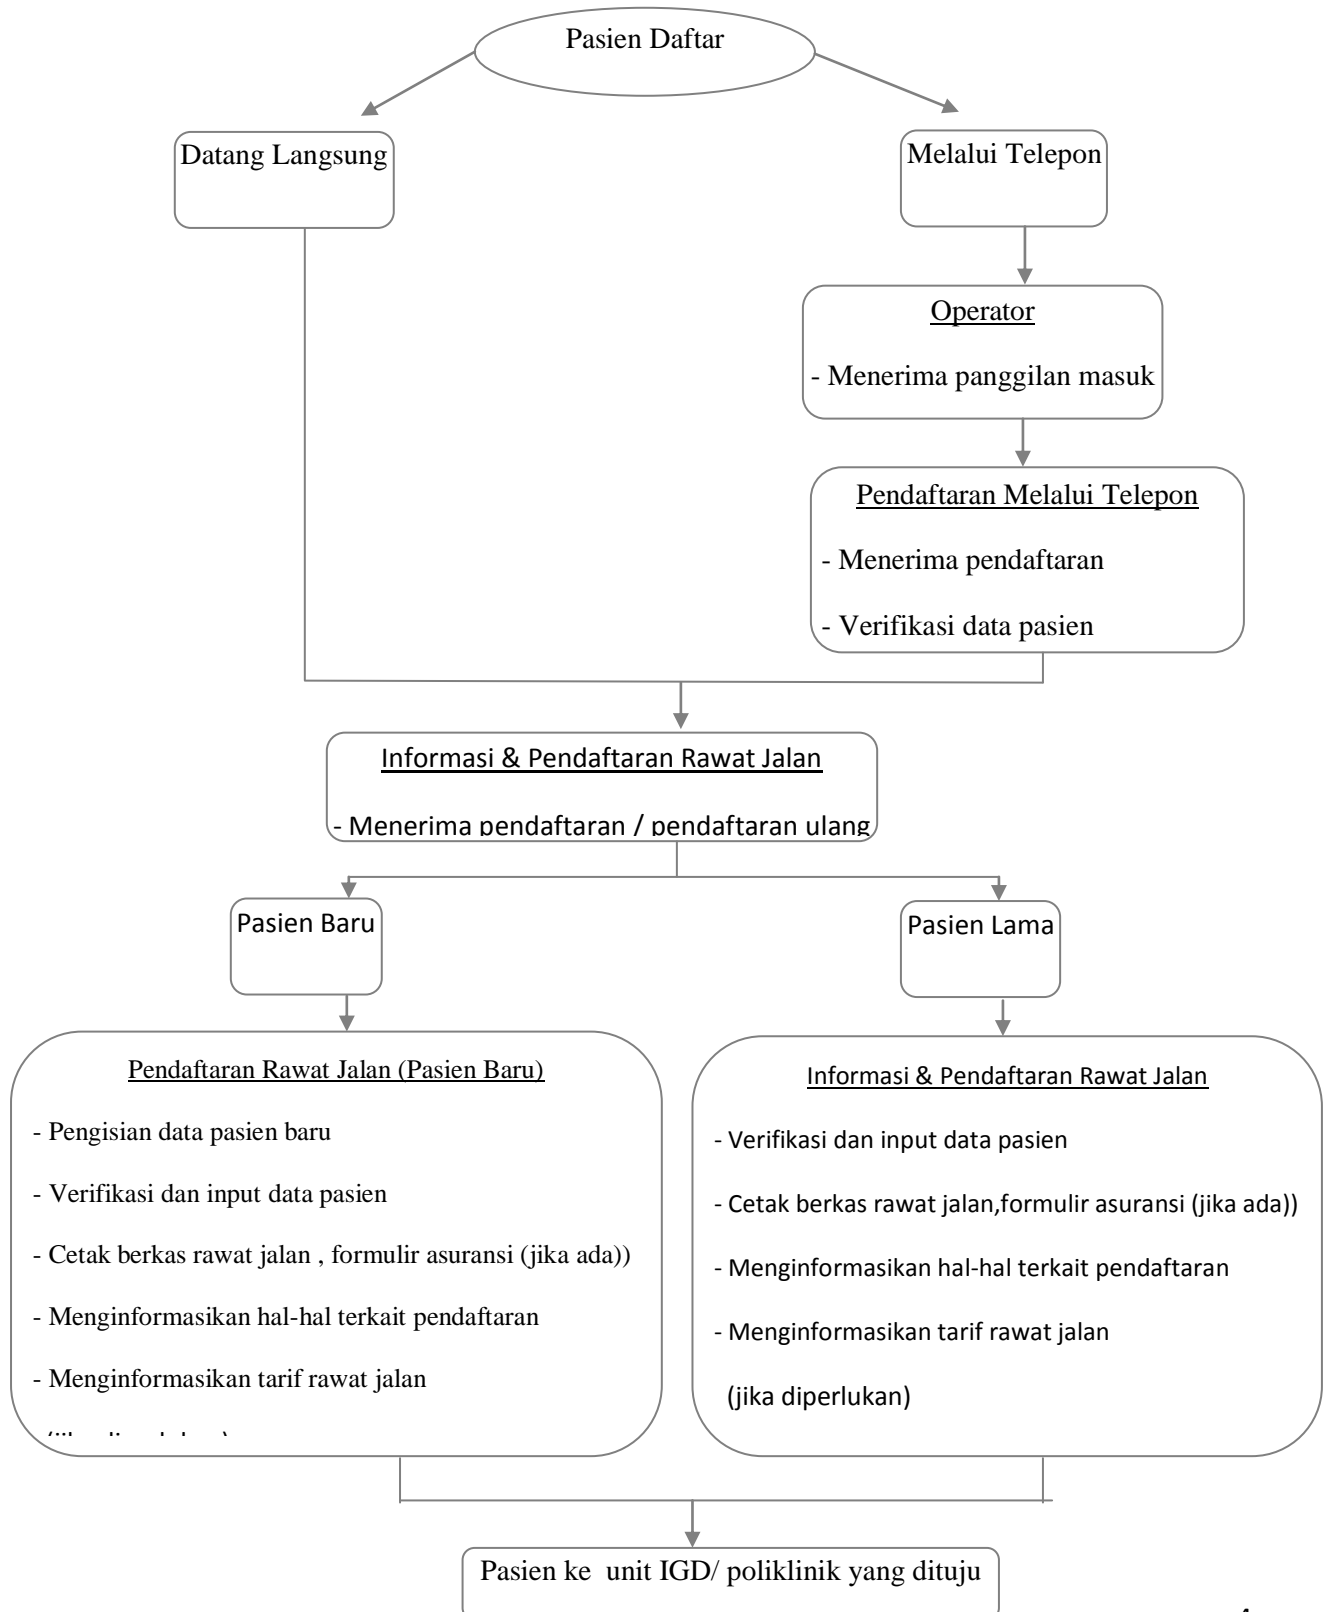 Pasien Daftar
Datang Langsung
Melalui Telepon
Operator
- Menerima panggilan masuk
Pendaftaran Melalui Telepon
- Menerima pendaftaran
- Verifikasi data pasien
Informasi & Pendaftaran Rawat Jalan
- Menerima pendaftaran / pendaftaran ulang
Pasien Baru
Pasien Lama
Pendaftaran Rawat Jalan (Pasien Baru)
- Pengisian data pasien baru
- Verifikasi dan input data pasien
- Cetak berkas rawat jalan , formulir asuransi (jika ada))
- Menginformasikan hal-hal terkait pendaftaran
- Menginformasikan tarif rawat jalan
Informasi & Pendaftaran Rawat Jalan
- Verifikasi dan input data pasien
- Cetak berkas rawat jalan,formulir asuransi (jika ada))
- Menginformasikan hal-hal terkait pendaftaran
- Menginformasikan tarif rawat jalan
(jika diperlukan)
Pasien ke  unit IGD/ poliklinik yang dituju